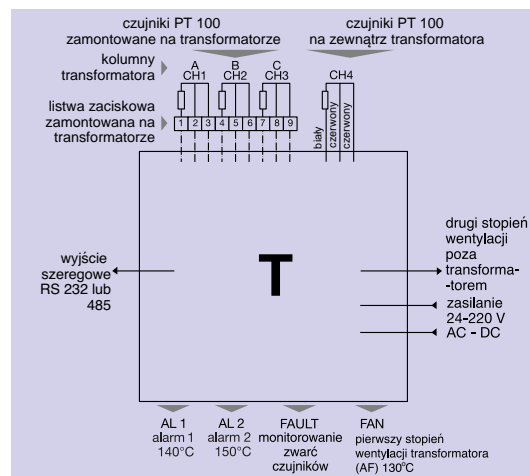 czujniki PT 100
zamontowane na transformatorze
czujniki PT 100
na zewnątrz transformatora
kolumny
transformatora
A
CH1
B
CH2
C
CH3
CH4
listwa zaciskowa
zamontowana na
transformatorze
1 2 3 4 5 6 7 8 9
biały
czerwony
czerwony
T
wyjście
szeregowe
RS 232 lub
485
drugi stopień
wentylacji
poza
transforma-
-torem
zasilanie
24-220 V
AC - DC
AL 1
alarm 1
140°C
AL 2
alarm 2
150°C
FAULT
monitorowanie
zwarć
czujników
FAN
pierwszy stopień
wentylacji transformatora
(AF) 130°C